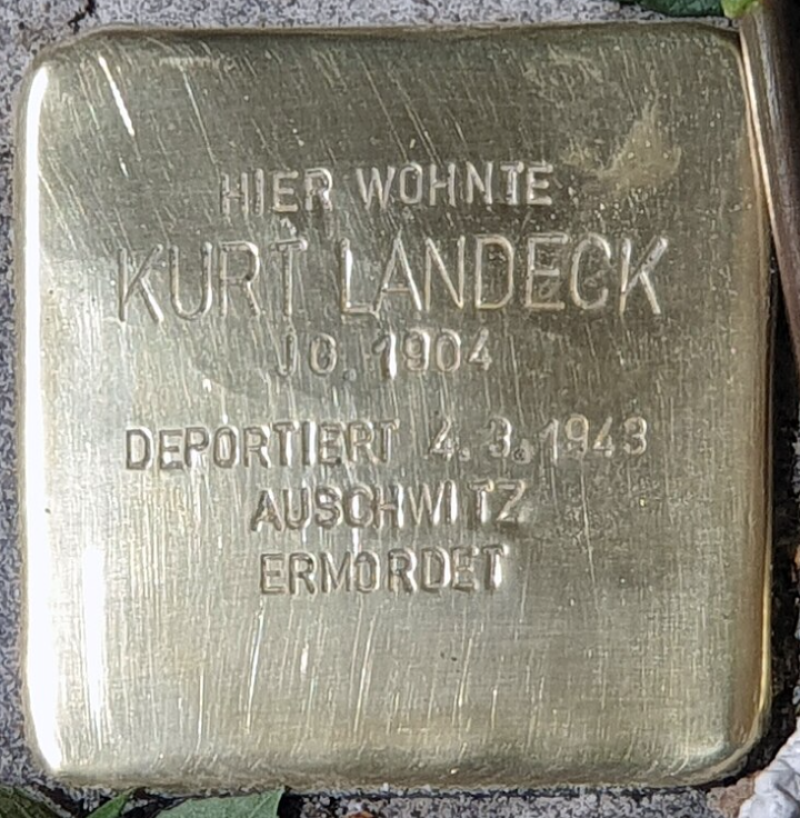 HIER WOHNTE
KURT LANDECK
JG. 1904
DEPORTIERT 4.3.1943
AUSCHWITZ
ERMORDET